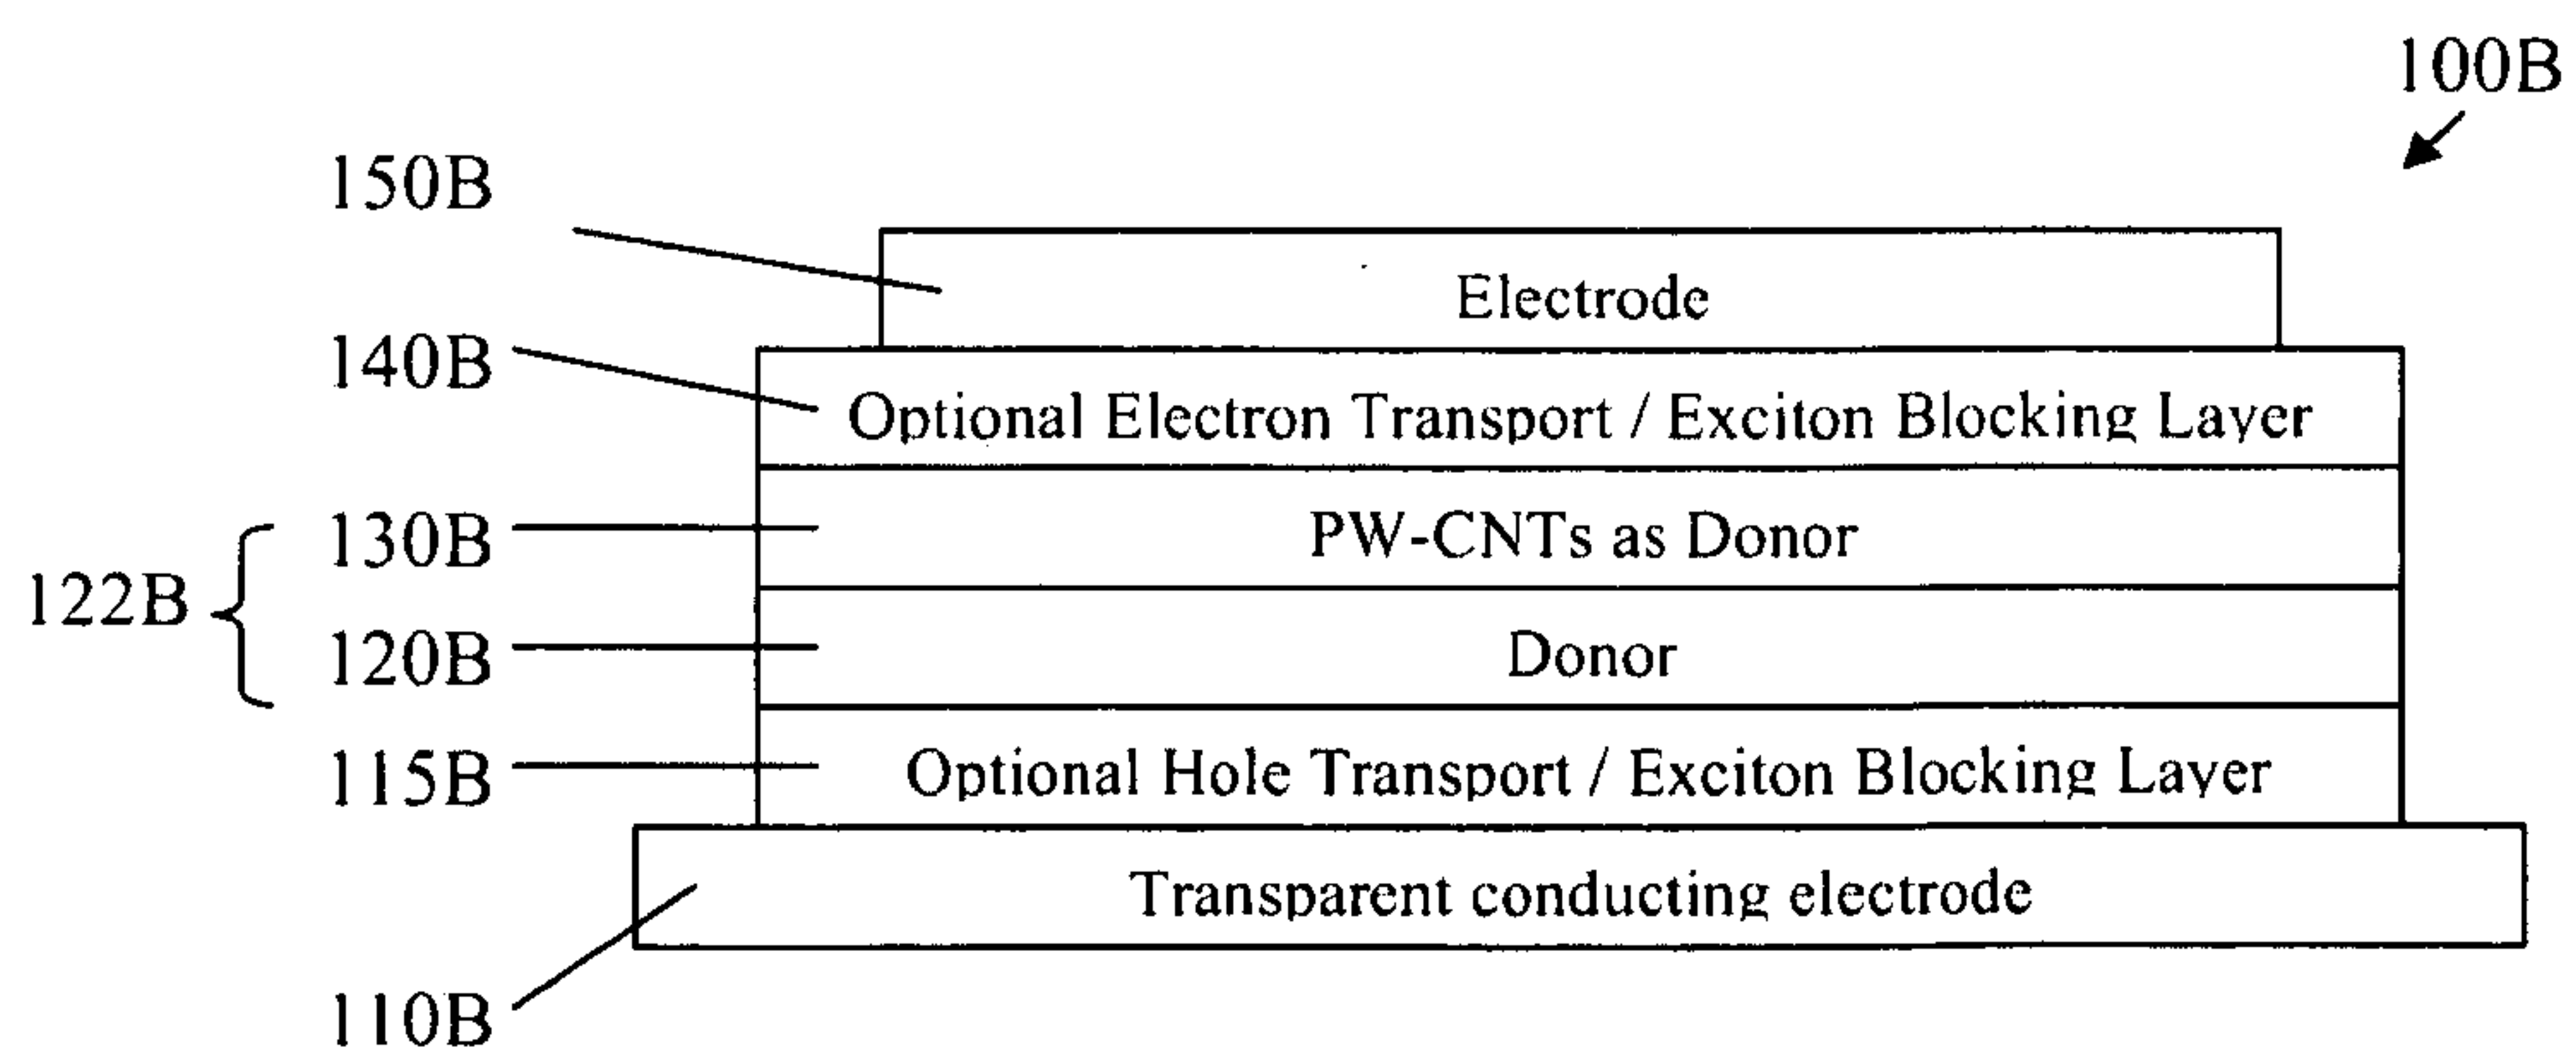 100B
150B
Electrode
140B
Optional Electron Transport / Exciton Blocking Layer
130B
PW-CNTs as Donor
122B
120B
Donor
115B
Optional Hole Transport / Exciton Blocking Layer
Transparent conducting electrode
110B